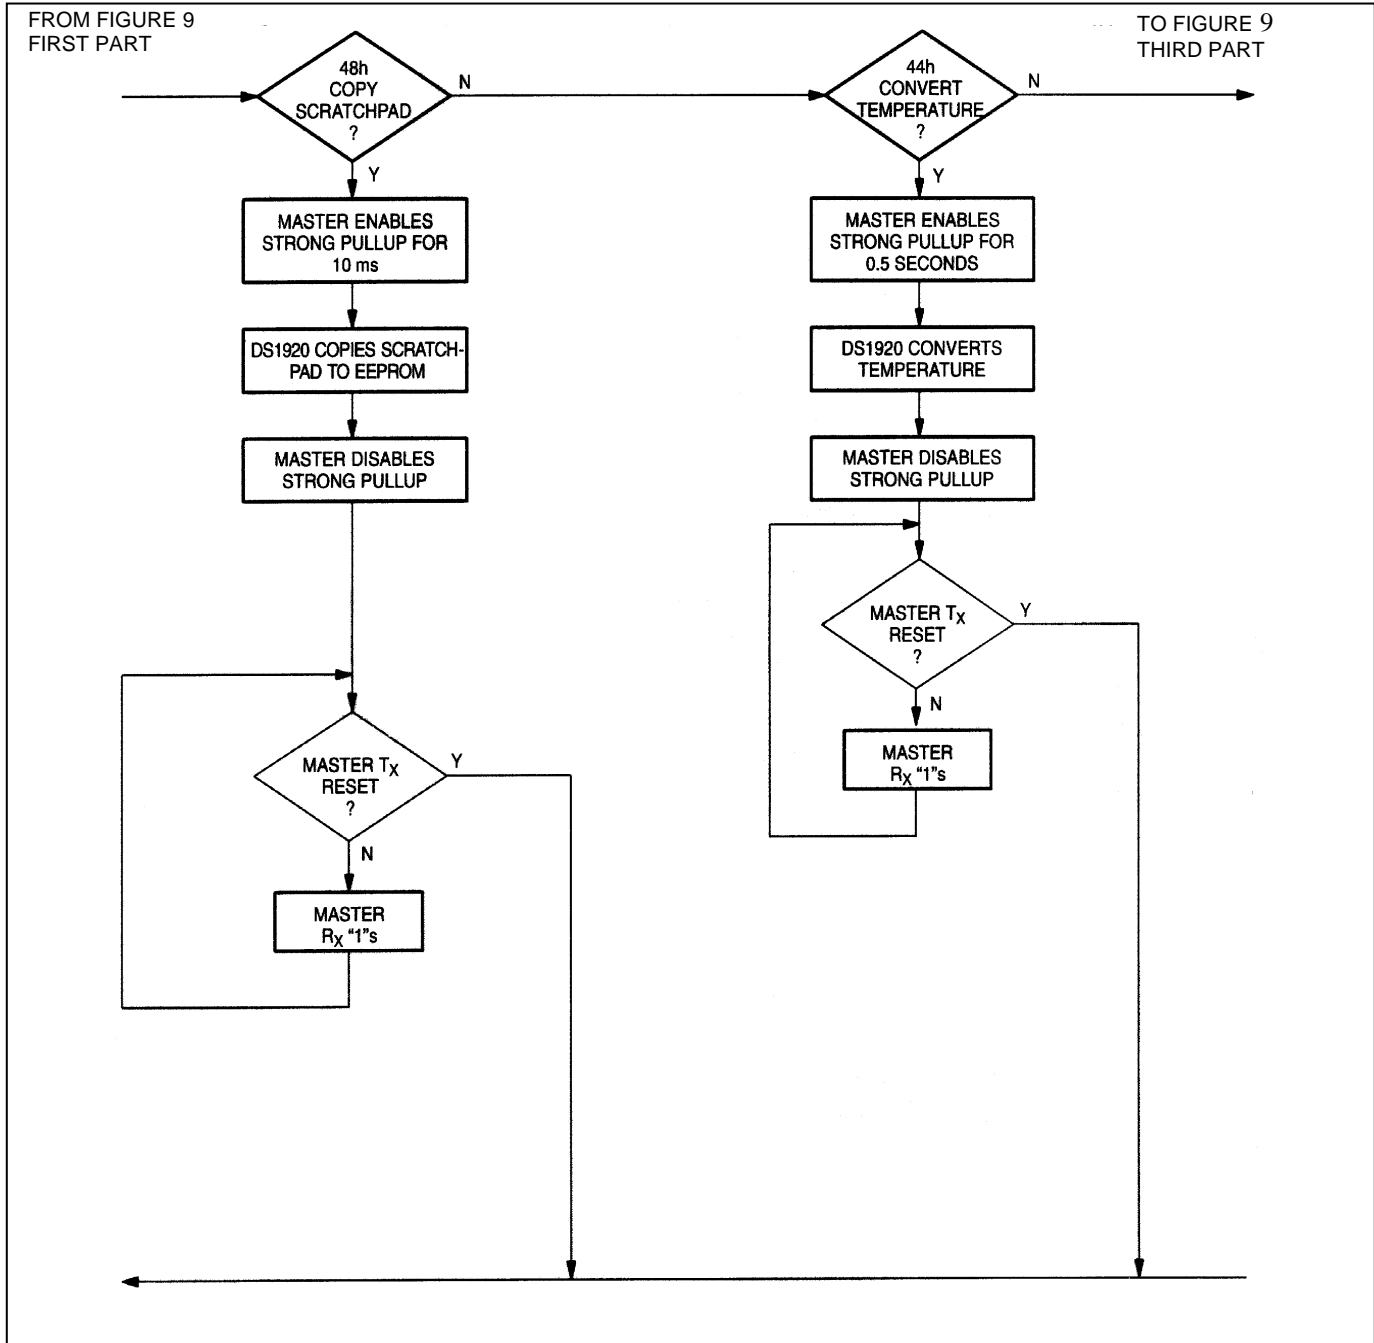 FROM FIGURE 9
FIRST PART
TO FIGURE 9
THIRD PART
48h
COPY
SCRATCHPAD
?
N
Y
MASTER ENABLES
STRONG PULLUP FOR
10 ms
DS1920 COPIES SCRATCH-
PAD TO EEPROM
MASTER DISABLES
STRONG PULLUP
MASTER TX
RESET
?
Y
N
MASTER
RX "1"s
44h
CONVERT
TEMPERATURE
?
N
Y
MASTER ENABLES
STRONG PULLUP FOR
0.5 SECONDS
DS1920 CONVERTS
TEMPERATURE
MASTER DISABLES
STRONG PULLUP
MASTER TX
RESET
?
Y
N
MASTER
RX "1"s